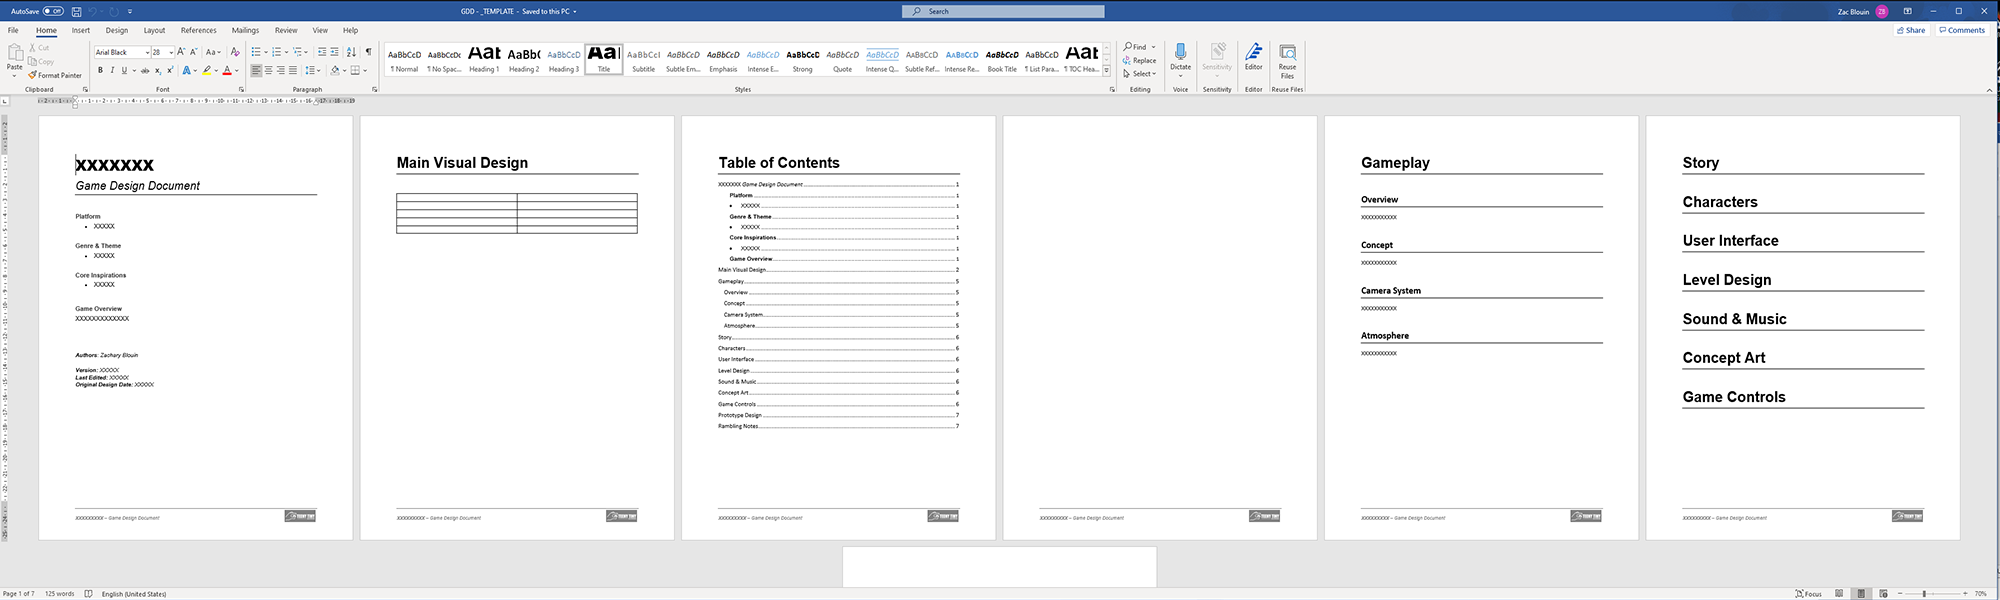 AutoSave Off
GDD - _TEMPLATE - Saved to this PC
Search
Zac Blouin ZB
File Home Insert Design Layout References Mailings Review View Help
Share Comments
Paste
Cut
Copy
Format Painter
Clipboard
Arial Black 28
Font
Paragraph
AaBbCcD AaBbCcDc Aat AaBb( AaBbCcD Aal AaBbCcI AaBbCcD AaBbCcD AaBbCcD AaBbCcD AaBbCcD AaBbCcD AaBbCcD AaBbCcD AaBbCcD AaBbCcD Aat
¶ Normal ¶ No Spac... Heading 1 Heading 2 Heading 3 Title Subtitle Subtle Em... Emphasis Intense E... Strong Quote Intense Q... Subtle Ref... Intense Re... Book Title ¶ List Para... ¶ TOC Hea...
Styles
Find
Replace
Select
Editing
Dictate
Voice
Sensitivity
Sensitivity
Editor
Editor
Reuse
Files
Reuse Files
XXXXXXX
Game Design Document
Platform
• XXXXX
Genre & Theme
• XXXXX
Core Inspirations
• XXXXX
Game Overview
XXXXXXXXXXXXX
Authors: Zachary Blouin
Version: XXXXX
Last Edited: XXXXX
Original Design Date: XXXXX
XXXXXXXXX – Game Design Document
Main Visual Design
XXXXXXXXX – Game Design Document
Table of Contents
XXXXXXX Game Design Document 1
Platform 1
• XXXXX 1
Genre & Theme 1
• XXXXX 1
Core Inspirations 1
• XXXXX 1
Game Overview 1
Main Visual Design 2
Gameplay 5
Overview 5
Concept 5
Camera System 5
Atmosphere 5
Story 6
Characters 6
User Interface 6
Level Design 6
Sound & Music 6
Concept Art 6
Game Controls 6
Prototype Design 7
Rambling Notes 7
XXXXXXXXX – Game Design Document
XXXXXXXXX – Game Design Document
Gameplay
Overview
XXXXXXXXXXX
Concept
XXXXXXXXXXX
Camera System
XXXXXXXXXXX
Atmosphere
XXXXXXXXXXX
XXXXXXXXX – Game Design Document
Story
Characters
User Interface
Level Design
Sound & Music
Concept Art
Game Controls
XXXXXXXXX – Game Design Document
Page 1 of 7 125 words English (United States)
Focus 70%